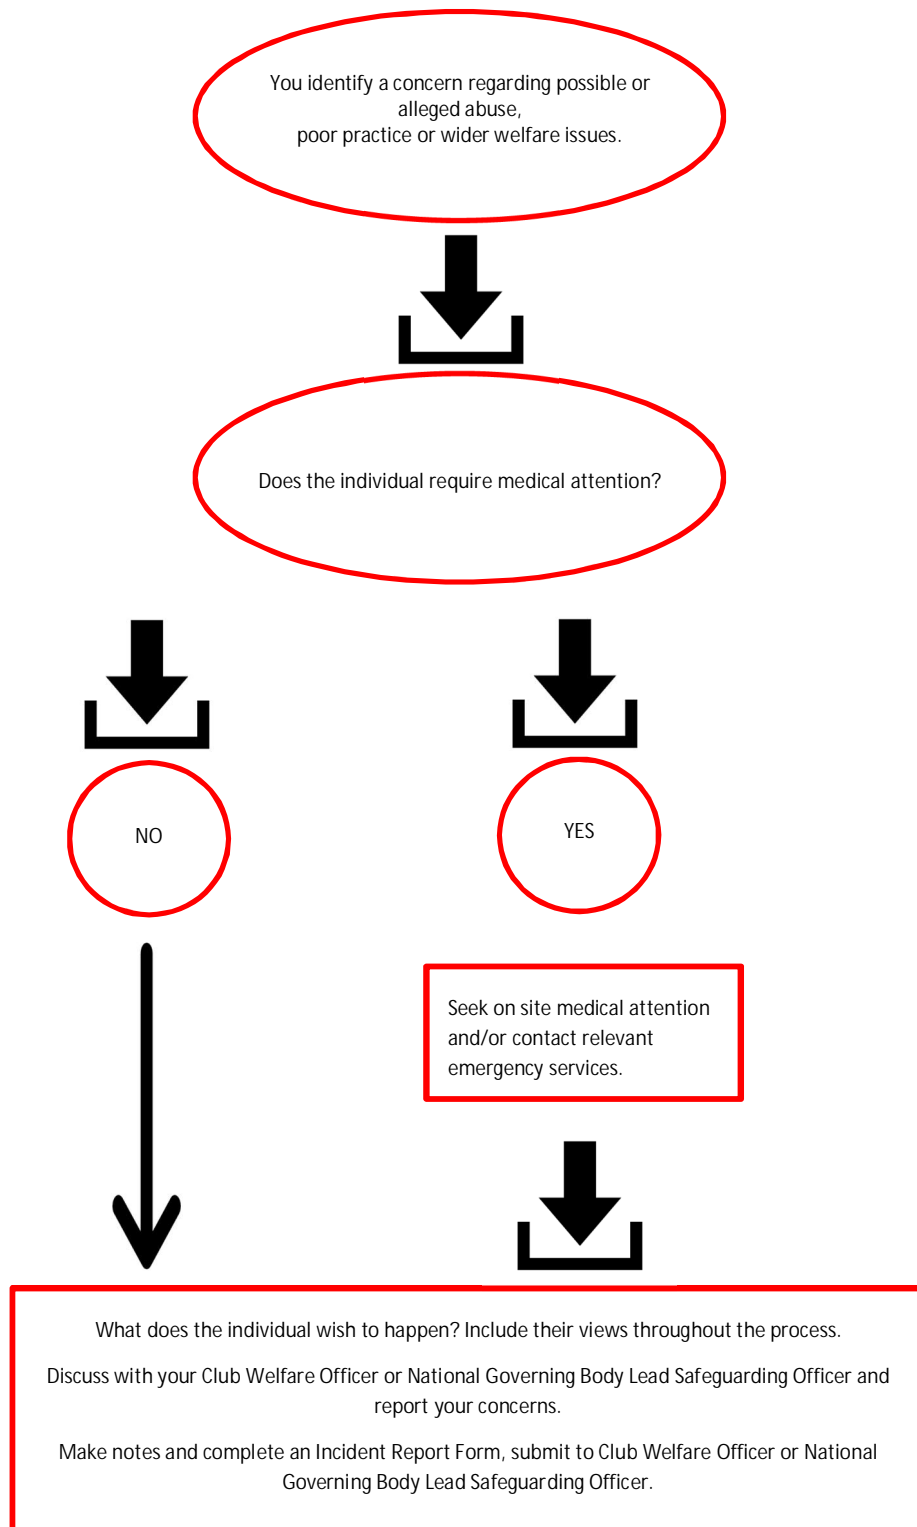 You identify a concern regarding possible or
alleged abuse,
poor practice or wider welfare issues.
Does the individual require medical attention?
NO
YES
Seek on site medical attention
and/or contact relevant
emergency services.
What does the individual wish to happen? Include their views throughout the process.
Discuss with your Club Welfare Officer or National Governing Body Lead Safeguarding Officer and
report your concerns.
Make notes and complete an Incident Report Form, submit to Club Welfare Officer or National
Governing Body Lead Safeguarding Officer.